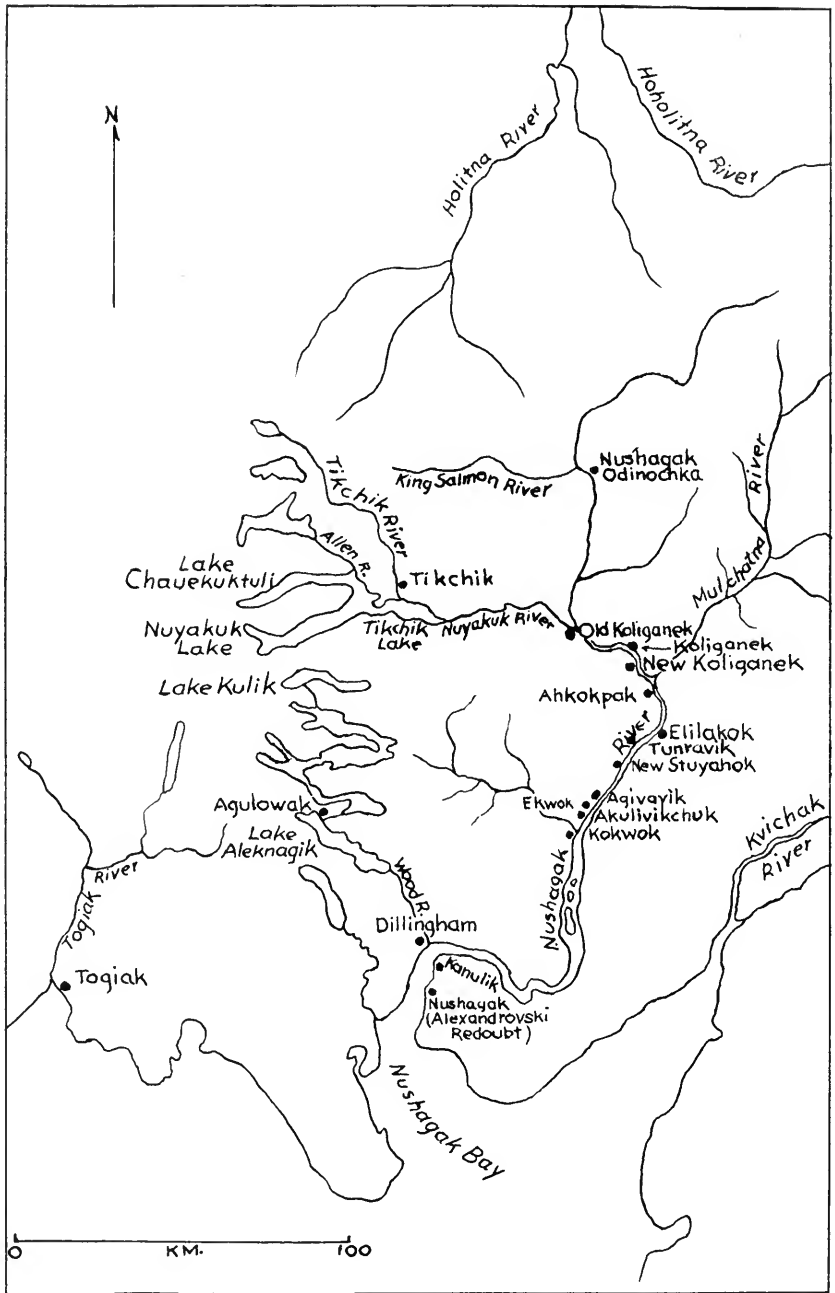 N
Holitna River
Hoholitna River
Tikchik River
King Salmon River
Nushagak
Odinochka
Mulchatna River
Allen R.
Lake
Chauekuktuli
Tikchik
Nuyakuk
Lake
Tikchik
Lake
Nuyakuk River
Old Koliganek
Koliganek
New Koliganek
Lake Kulik
Ahkokpak
Elilakok
Tunravik
New Stuyahok
Agulowak
Lake
Aleknagik
Ekwok
Agivavik
Akulivikchuk
Kokwok
Kvichak
River
Togiak River
Wood R.
Nushagak River
Dillingham
Togiak
Kanulik
Nushagak
(Alexandrovski
Redoubt)
Nushagak Bay
0 KM. 100